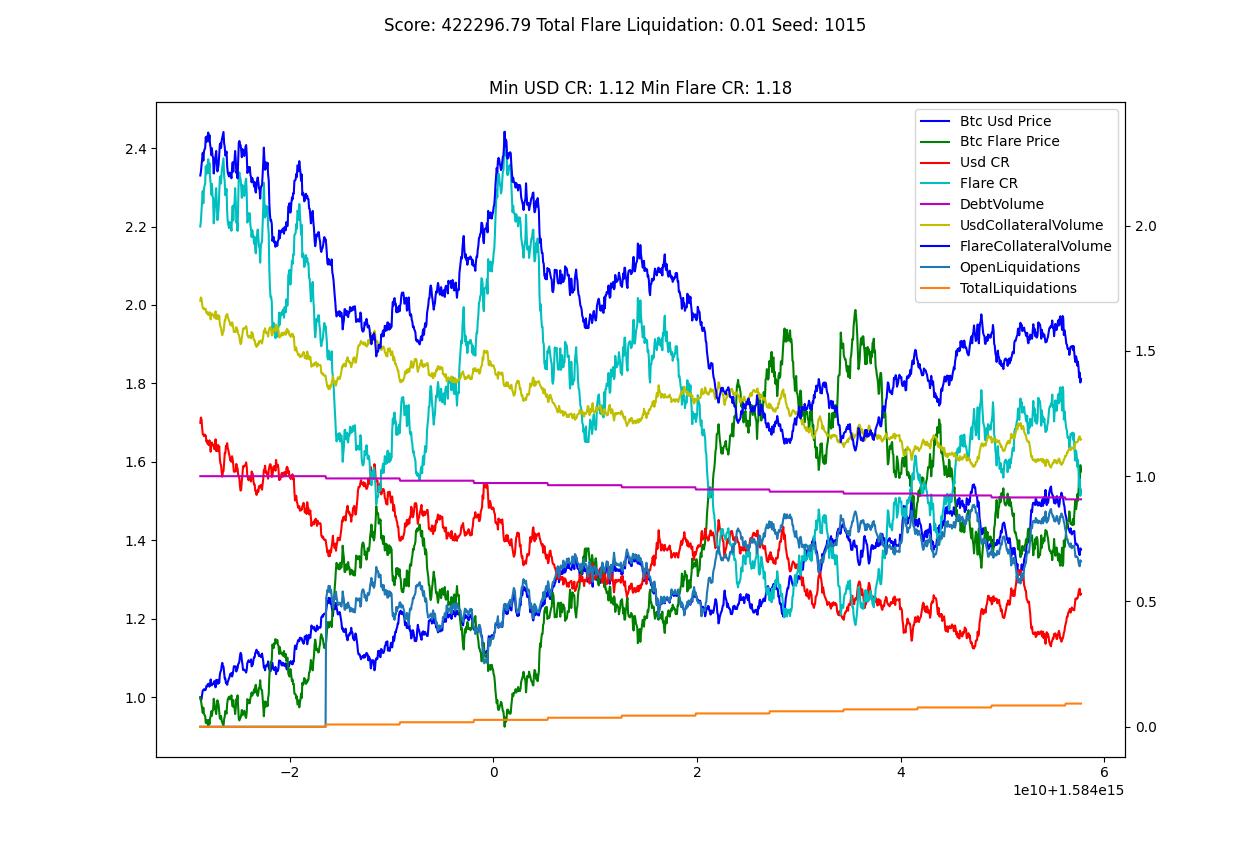 Score: 422296.79 Total Flare Liquidation: 0.01 Seed: 1015
Min USD CR: 1.12 Min Flare CR: 1.18
Btc Usd Price
Btc Flare Price
Usd CR
Flare CR
DebtVolume
UsdCollateralVolume
FlareCollateralVolume
OpenLiquidations
TotalLiquidations
2.4
2.2
2.0
1.8
1.6
1.4
1.2
1.0
2.0
1.5
1.0
0.5
0.0
−2 0 2 4 6
1e10+1.584e15